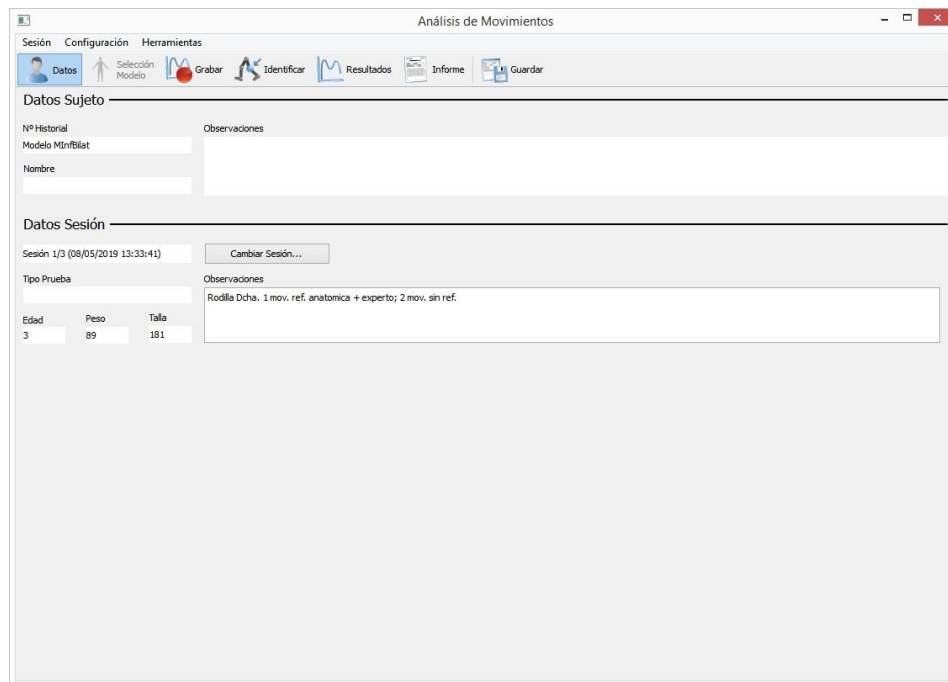 Análisis de Movimientos
Sesión Configuración Herramientas
Datos Selección Modelo Grabar Identificar Resultados Informe Guardar
Datos Sujeto
Nº Historial Observaciones
Modelo MInfBilat
Nombre
Datos Sesión
Sesión 1/3 (08/05/2019 13:33:41) Cambiar Sesión...
Tipo Prueba Observaciones
Rodilla Dcha. 1 mov. ref. anatomica + experto; 2 mov. sin ref.
Edad Peso Talla
3 89 181